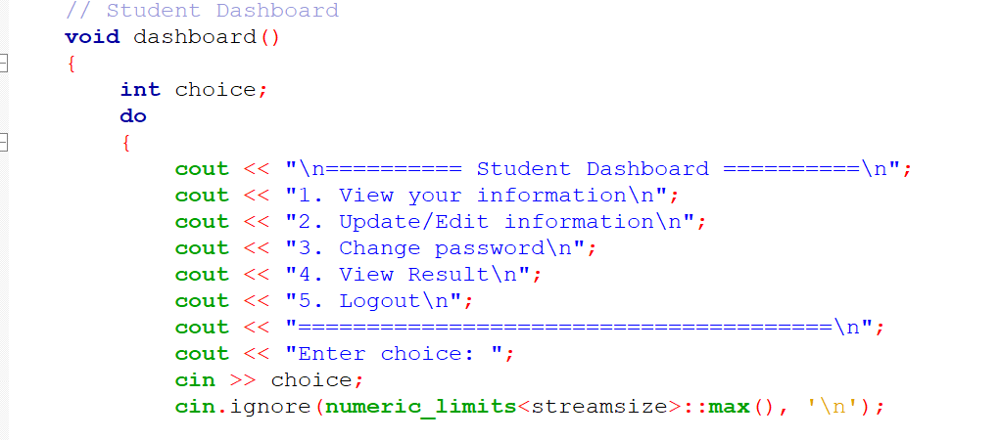 // Student Dashboard
void dashboard()
{
int choice;
do
{
cout << "\n========== Student Dashboard ==========\n";
cout << "1. View your information\n";
cout << "2. Update/Edit information\n";
cout << "3. Change password\n";
cout << "4. View Result\n";
cout << "5. Logout\n";
cout << "=======================================\n";
cout << "Enter choice: ";
cin >> choice;
cin.ignore(numeric_limits<streamsize>::max(), '\n');